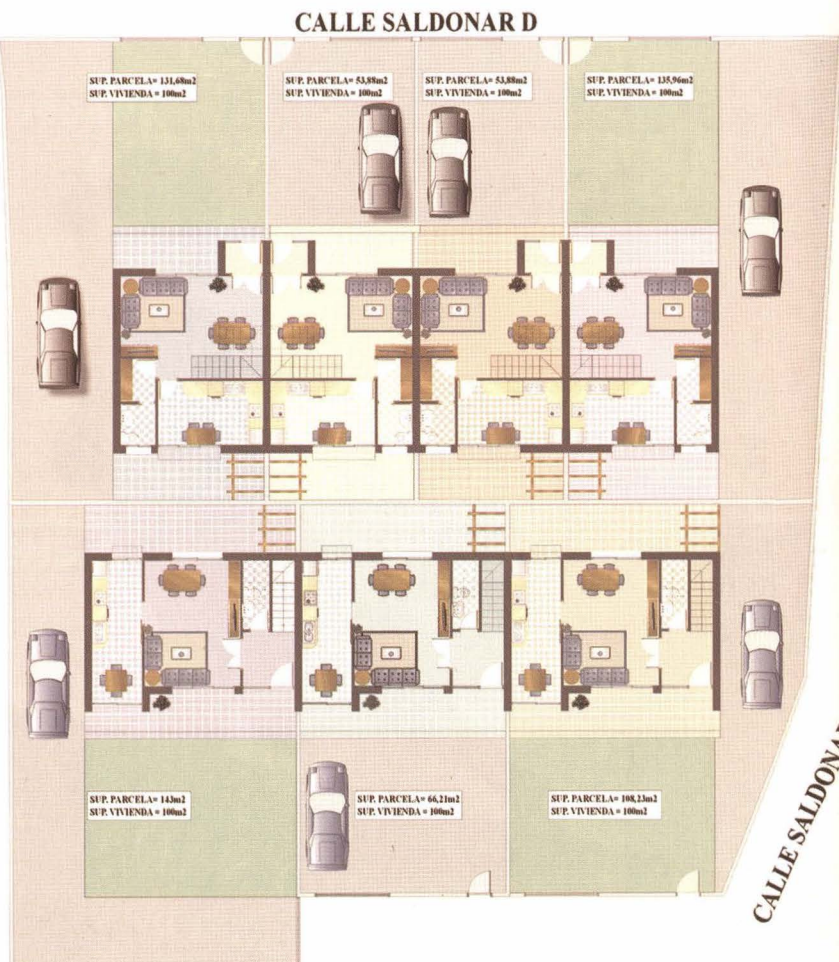 CALLE SALDONAR D
SUP. PARCELA= 131,68m2
SUP. VIVIENDA = 100m2
SUP. PARCELA= 53,88m2
SUP. VIVIENDA = 100m2
SUP. PARCELA= 53,88m2
SUP. VIVIENDA = 100m2
SUP. PARCELA= 135,96m2
SUP. VIVIENDA = 100m2
SUP. PARCELA= 143m2
SUP. VIVIENDA = 100m2
SUP. PARCELA= 66,21m2
SUP. VIVIENDA = 100m2
SUP. PARCELA= 108,23m2
SUP. VIVIENDA = 100m2
CALLE SALDONAR